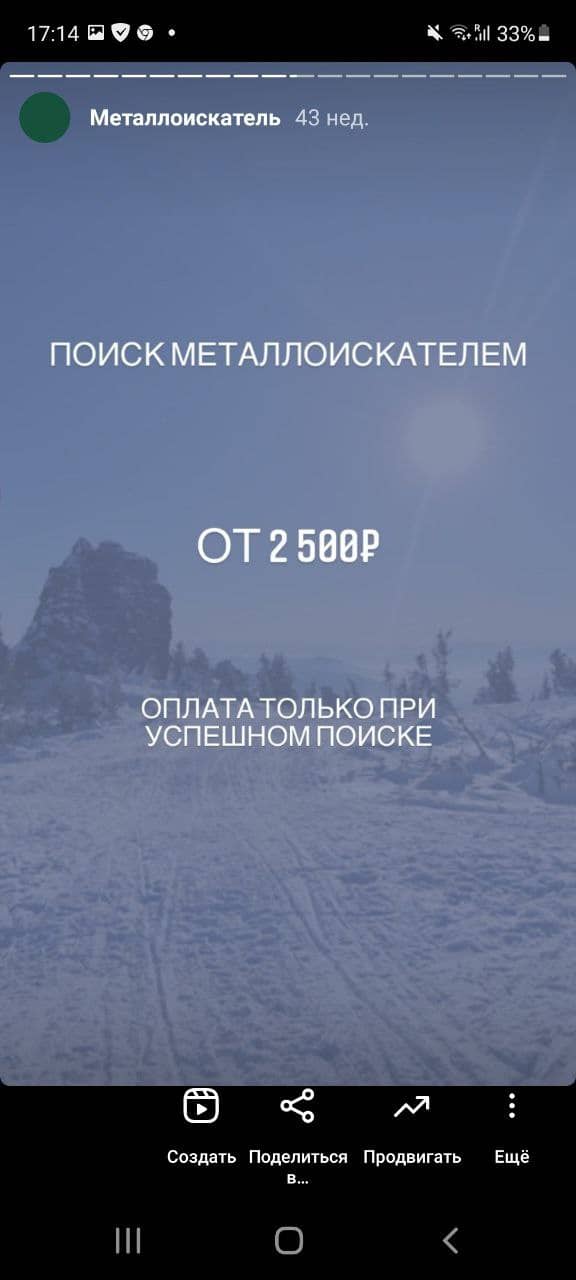 17:14 33%
Металлоискатель 43 нед.
ПОИСК МЕТАЛЛОИСКАТЕЛЕМ
ОТ 2 500₽
ОПЛАТА ТОЛЬКО ПРИ
УСПЕШНОМ ПОИСКЕ
Создать Поделиться Продвигать Ещё
в...